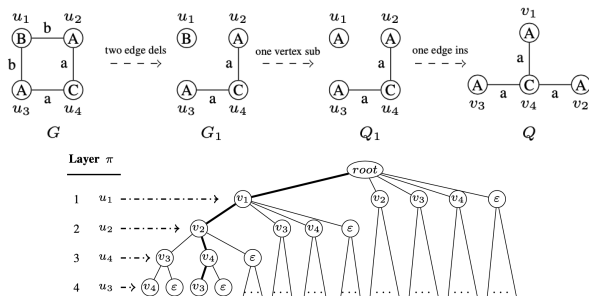 u₁ u₂ u₁ u₂ u₁ u₂ v₁
B b A two edge dels B A one vertex sub A A one edge ins A
b a a a a
A a C A a C A a C A a C a A
u₃ u₄ u₃ u₄ u₃ u₄ v₃ v₄ v₂
G G₁ Q₁ Q
Layer π root
1 u₁ v₁ v₂ v₃ v₄ ε
2 u₂ v₂ v₃ v₄ ε
3 u₄ v₃ v₄ ε ... ... ... ... ... ... ...
4 u₃ v₄ ε v₃ ε ...